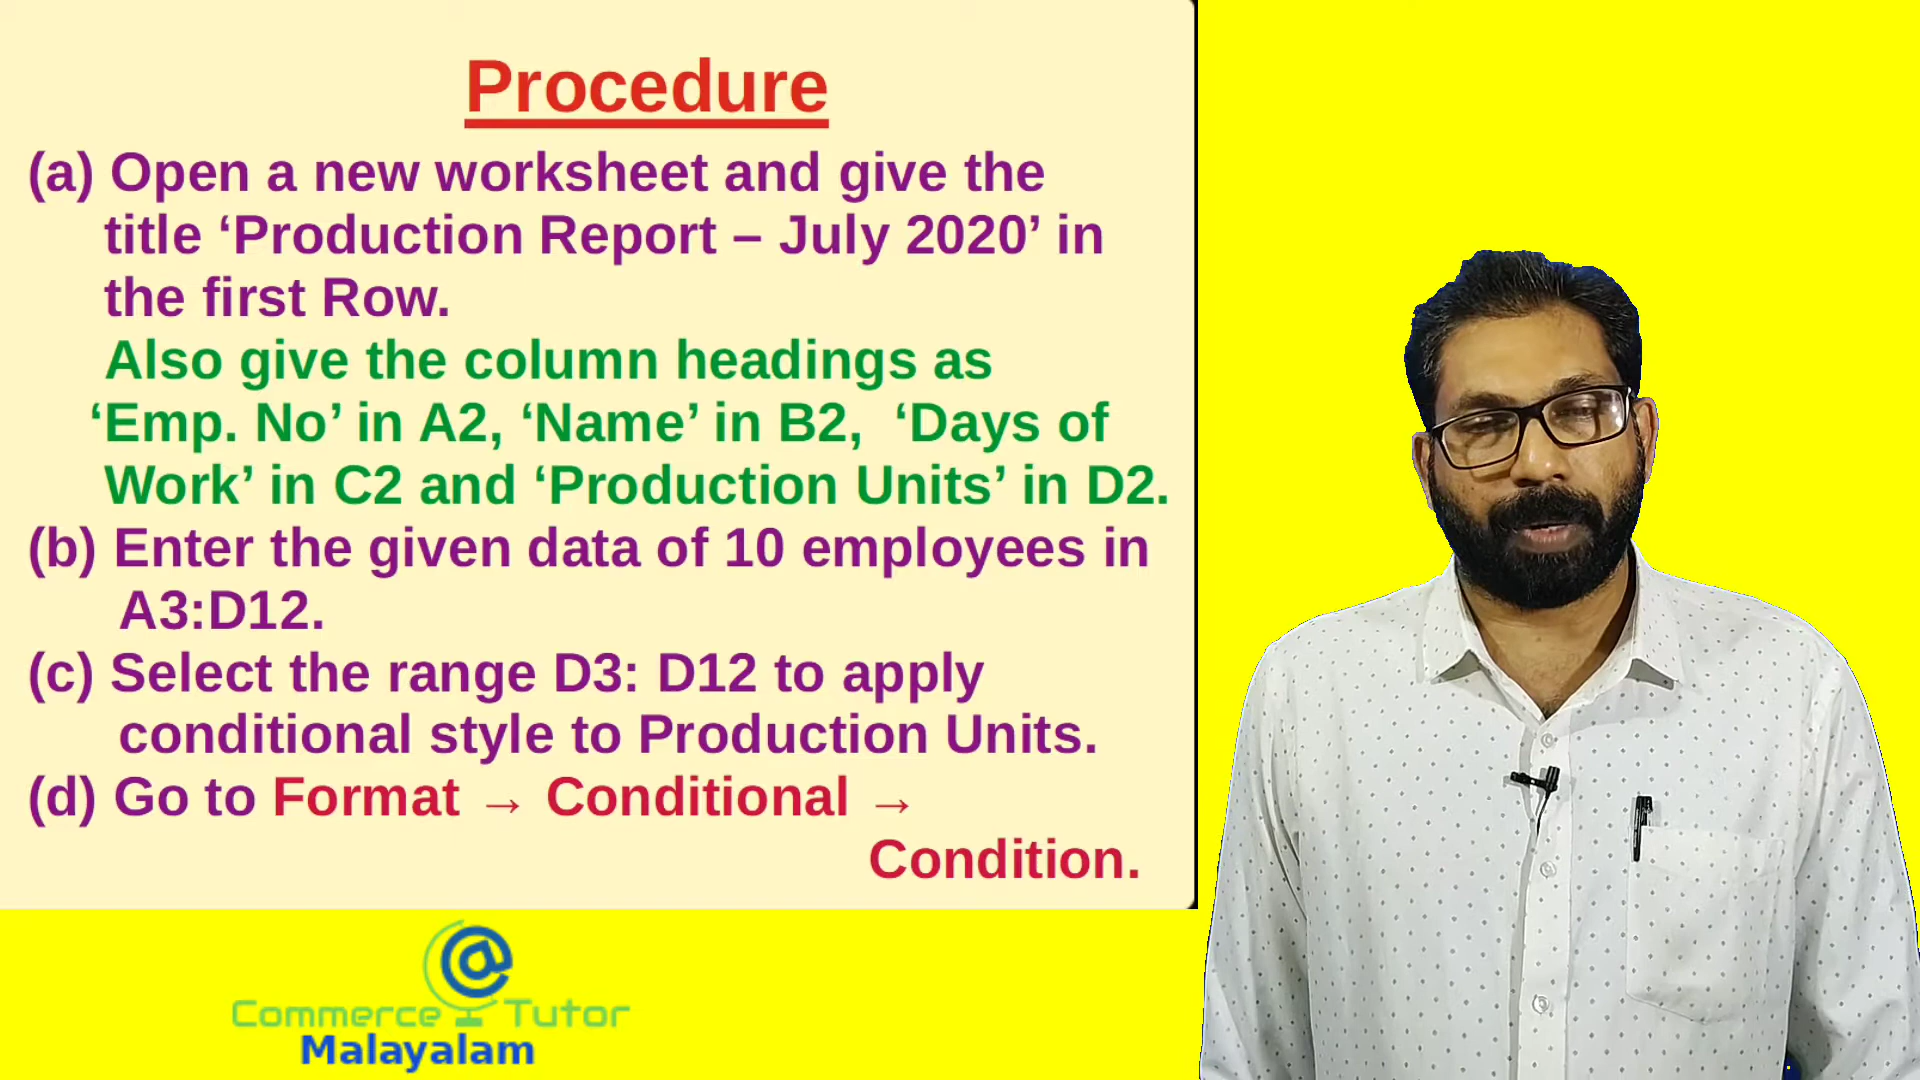 Procedure
(a) Open a new worksheet and give the
title ‘Production Report – July 2020’ in
the first Row.
Also give the column headings as
‘Emp. No’ in A2, ‘Name’ in B2, ‘Days of
Work’ in C2 and ‘Production Units’ in D2.
(b) Enter the given data of 10 employees in
A3:D12.
(c) Select the range D3: D12 to apply
conditional style to Production Units.
(d) Go to Format → Conditional →
Condition.
@
Commerce Tutor
Malayalam